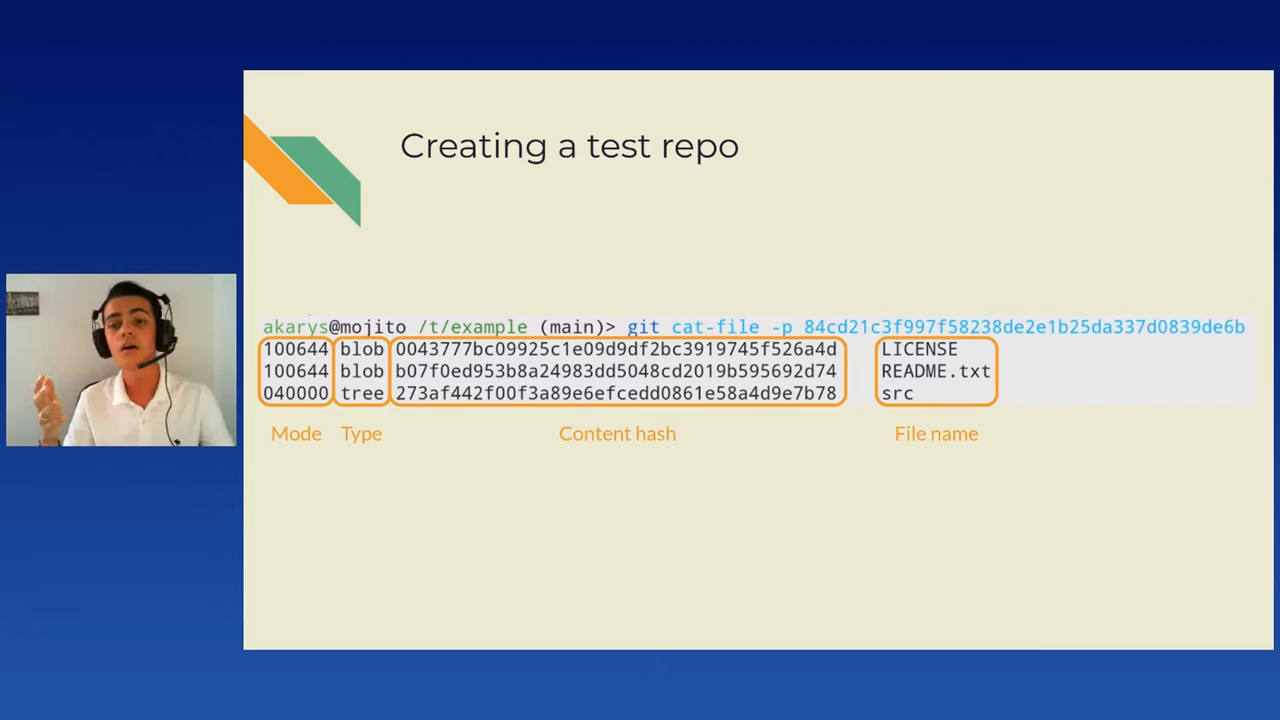 Creating a test repo
akarys@mojito /t/example (main)> git cat-file -p 84cd21c3f997f58238de2e1b25da337d0839de6b
100644 blob 0043777bc09925c1e09d9df2bc3919745f526a4d LICENSE
100644 blob b07f0ed953b8a24983dd5048cd2019b595692d74 README.txt
040000 tree 273af442f00f3a89e6efcedd0861e58a4d9e7b78 src
Mode Type Content hash File name